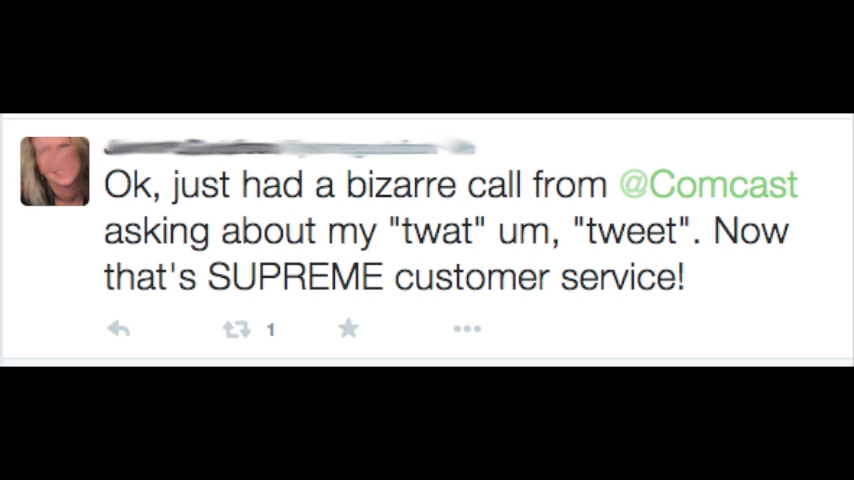 Ok, just had a bizarre call from @Comcast
asking about my "twat" um, "tweet". Now
that's SUPREME customer service!
1